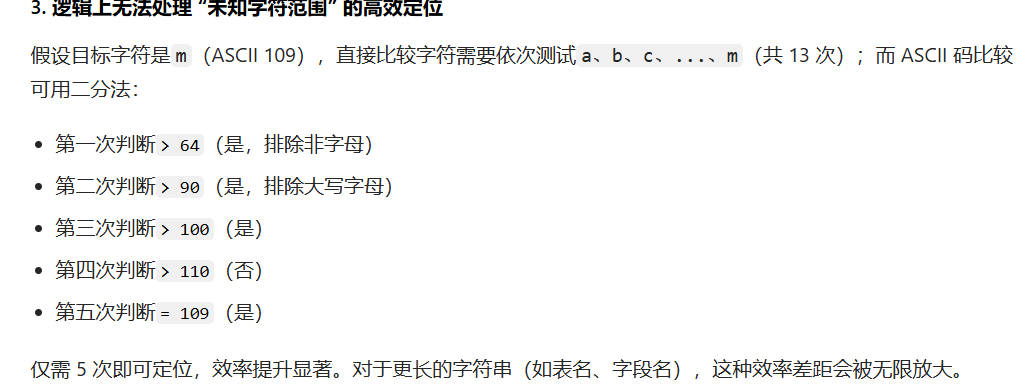 3. 逻辑上无法处理 “未知字符范围” 的高效定位
假设目标字符是 m（ASCII 109），直接比较字符需要依次测试 a、b、c、...、m（共 13 次）；而 ASCII 码比较
可用二分法：
• 第一次判断 > 64（是，排除非字母）
• 第二次判断 > 90（是，排除大写字母）
• 第三次判断 > 100（是）
• 第四次判断 > 110（否）
• 第五次判断 = 109（是）
仅需 5 次即可定位，效率提升显著。对于更长的字符串（如表名、字段名），这种效率差距会被无限放大。